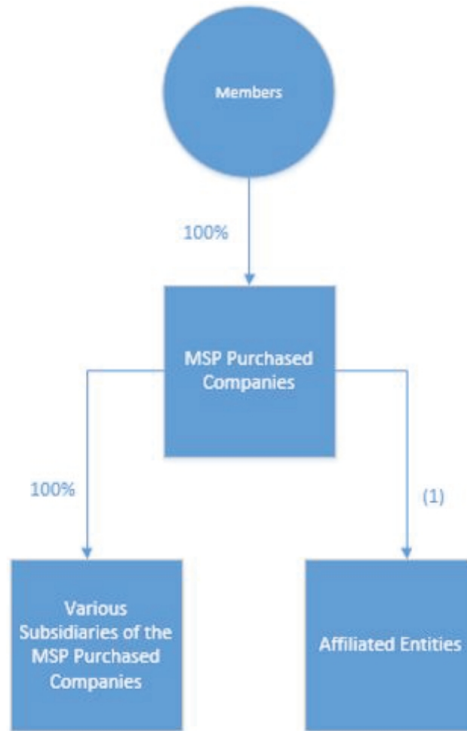 Members
100%
MSP Purchased
Companies
100%
(1)
Various
Subsidiaries of the
MSP Purchased
Companies
Affiliated Entities